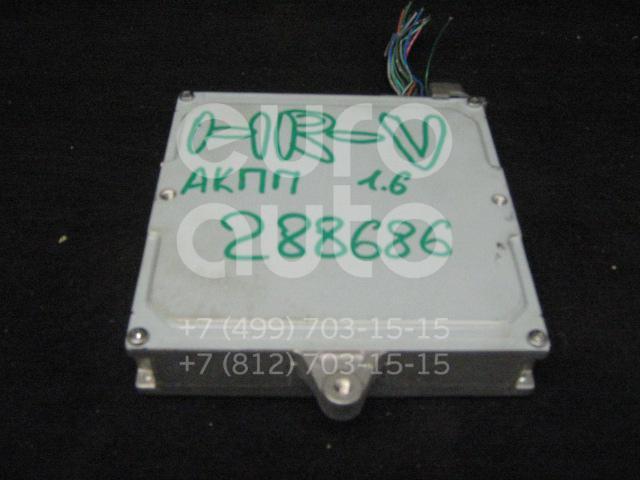 HR-V
АКПП 1.6
288686
euro
auto
+7 (499) 703-15-15
+7 (812) 703-15-15